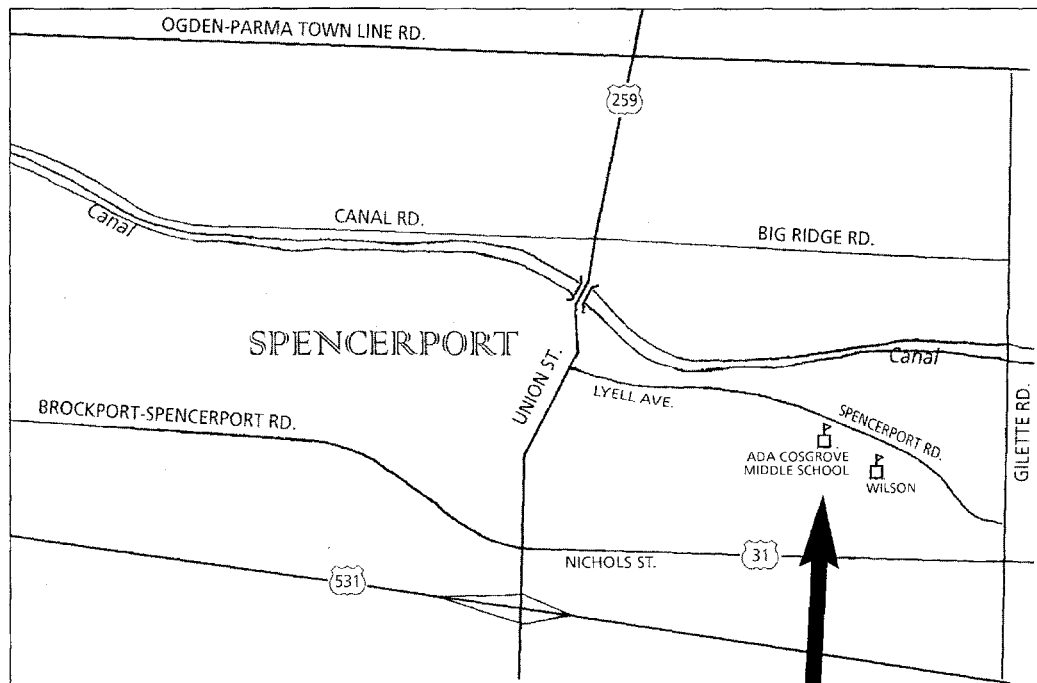 OGDEN-PARMA TOWN LINE RD.
259
Canal
CANAL RD.
BIG RIDGE RD.
SPENCERPORT
UNION ST.
Canal
LYELL AVE.
BROCKPORT-SPENCERPORT RD.
SPENCERPORT RD.
GILETTE RD.
ADA COSGROVE
MIDDLE SCHOOL
WILSON
NICHOLS ST.
31
531